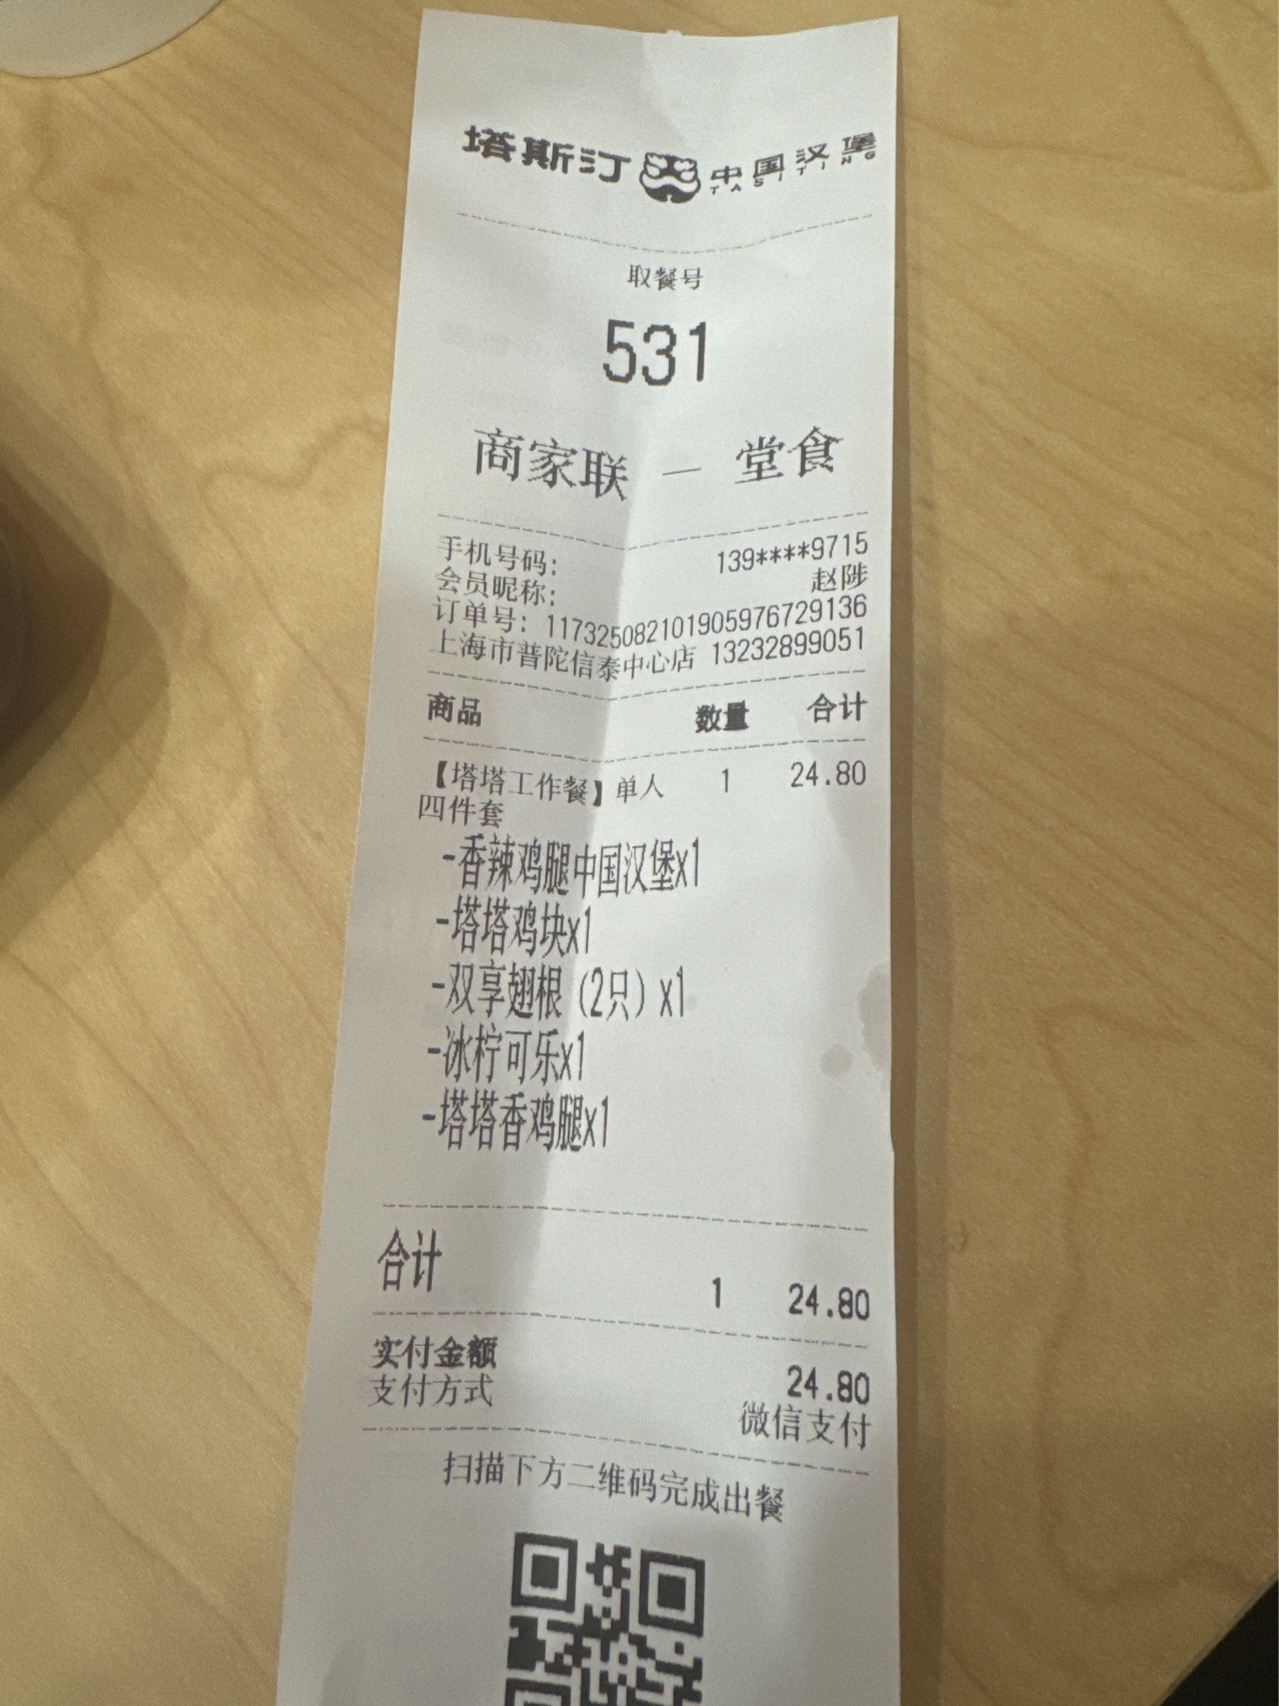 塔斯汀 中国汉堡
TASITING
取餐号
531
商家联 — 堂食
手机号码: 139****9715
会员昵称: 赵陟
订单号: 117325082101905976729136
上海市普陀信泰中心店 13232899051
商品 数量 合计
【塔塔工作餐】单人 1 24.80
四件套
-香辣鸡腿中国汉堡x1
-塔塔鸡块x1
-双享翅根（2只）x1
-冰柠可乐x1
-塔塔香鸡腿x1
合计 1 24.80
实付金额 24.80
支付方式 微信支付
扫描下方二维码完成出餐